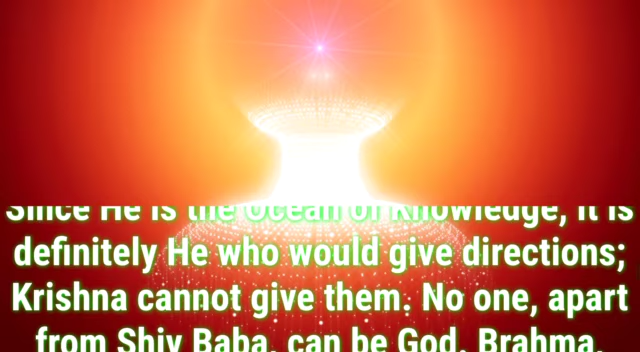 Since He is the Ocean of Knowledge, it is
definitely He who would give directions;
Krishna cannot give them. No one, apart
from Shiv Baba, can be God. Brahma,